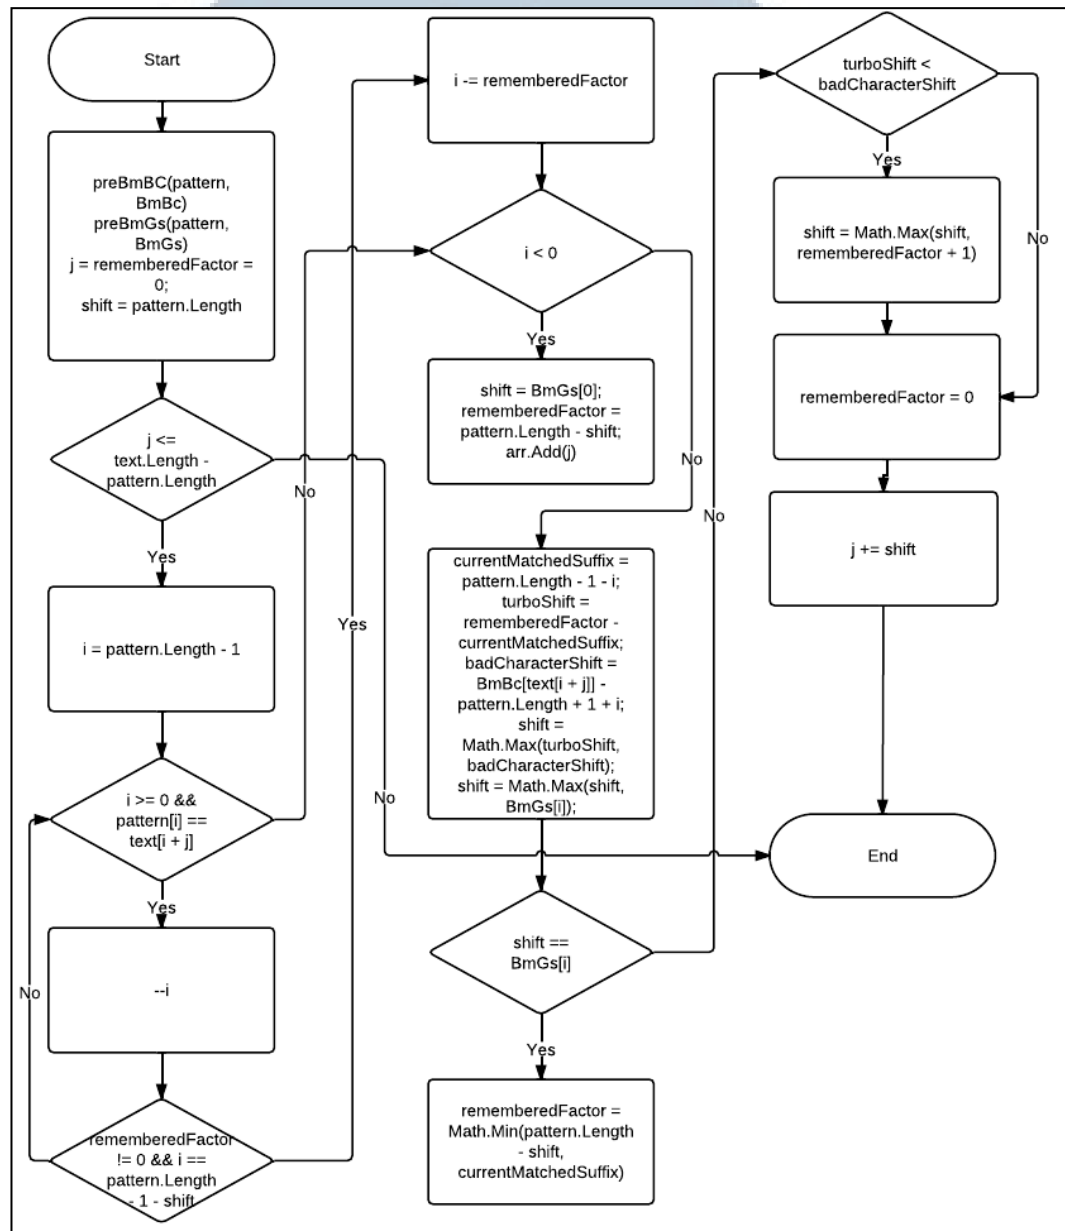 Start
preBmBC(pattern,
BmBc)
preBmGs(pattern,
BmGs)
j = rememberedFactor =
0;
shift = pattern.Length
j <=
text.Length -
pattern.Length
Yes
i = pattern.Length - 1
i >= 0 &&
pattern[i] ==
text[i + j]
Yes
--i
No
rememberedFactor
!= 0 && i ==
pattern.Length
- 1 - shift
No
Yes
i -= rememberedFactor
i < 0
Yes
shift = BmGs[0];
rememberedFactor =
pattern.Length - shift;
arr.Add(j)
No
currentMatchedSuffix =
pattern.Length - 1 - i;
turboShift =
rememberedFactor -
currentMatchedSuffix;
badCharacterShift =
BmBc[text[i + j]] -
pattern.Length + 1 + i;
shift =
Math.Max(turboShift,
badCharacterShift);
shift = Math.Max(shift,
BmGs[i]);
No
shift ==
BmGs[i]
Yes
rememberedFactor =
Math.Min(pattern.Length
- shift,
currentMatchedSuffix)
No
turboShift <
badCharacterShift
Yes
shift = Math.Max(shift,
rememberedFactor + 1)
No
rememberedFactor = 0
j += shift
End